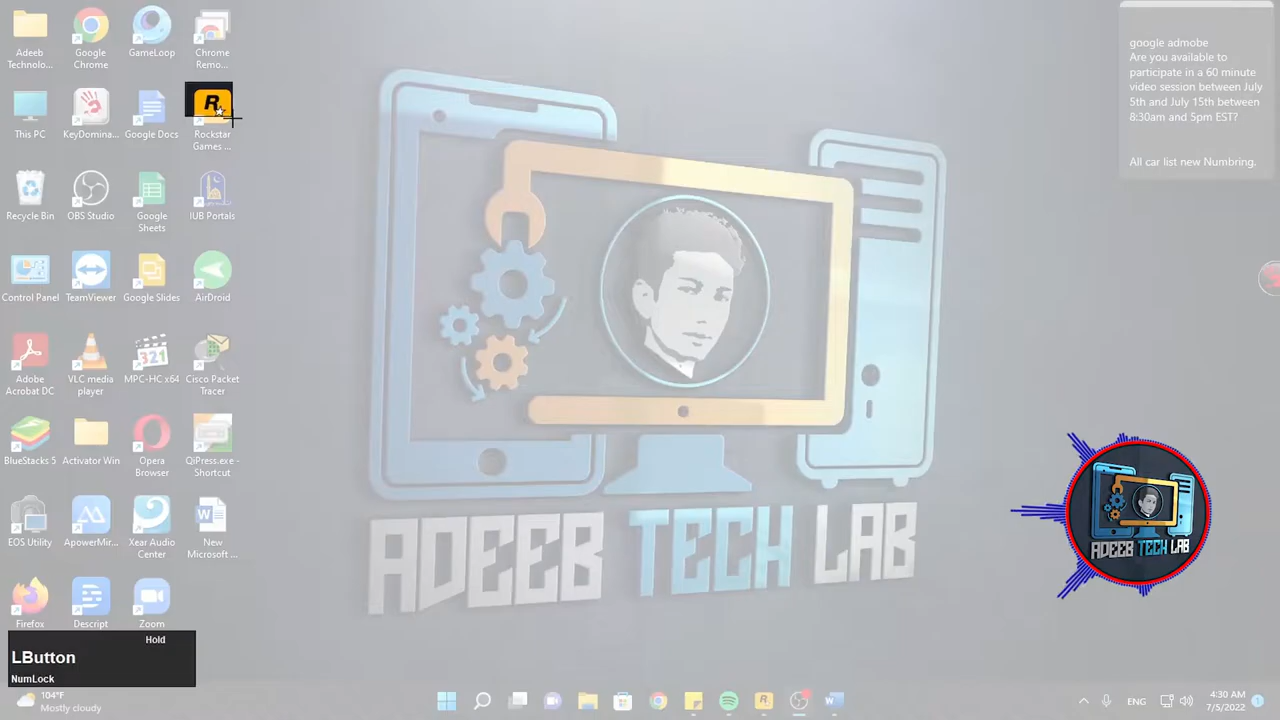 Adeeb
Technolo...
Google
Chrome
GameLoop
Chrome
Remo...
This PC
KeyDomina...
Google Docs
R
Rockstar
Games ...
Recycle Bin
OBS Studio
Google
Sheets
IUB Portals
Control Panel
TeamViewer
Google Slides
AirDroid
Adobe
Acrobat DC
VLC media
player
321
MPC-HC x64
Cisco Packet
Tracer
BlueStacks 5
Activator Win
Opera
Browser
QiPress.exe -
Shortcut
EOS Utility
ApowerMir...
Xear Audio
Center
New
Microsoft ...
Firefox
Descript
Zoom
google admobe
Are you available to
participate in a 60 minute
video session between July
5th and July 15th between
8:30am and 5pm EST?
All car list new Numbring.
ADEEB TECH LAB
ADEEB TECH LAB
Hold
LButton
NumLock
104°F
Mostly cloudy
ENG
4:30 AM
7/5/2022
1